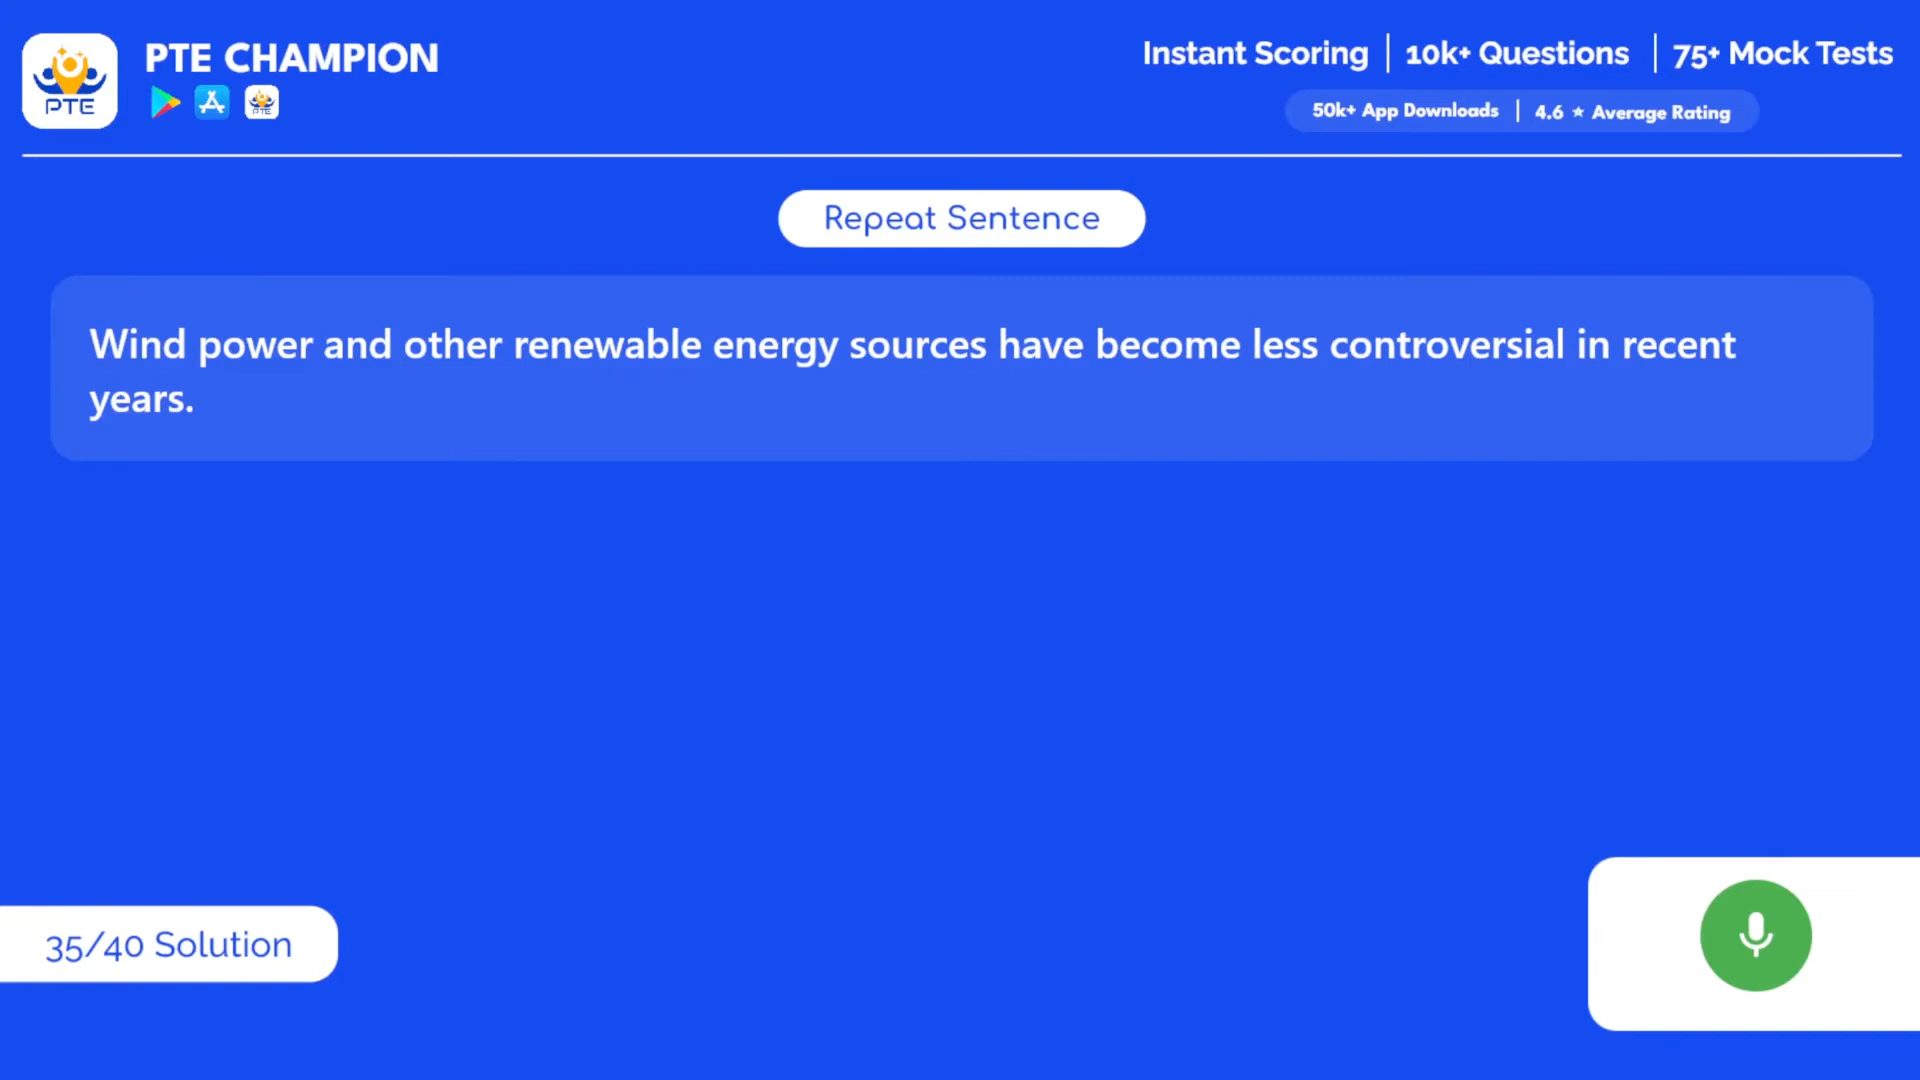 PTE CHAMPION
PTE
PTE
Instant Scoring | 10k+ Questions | 75+ Mock Tests
50k+ App Downloads | 4.6 ★ Average Rating
Repeat Sentence
Wind power and other renewable energy sources have become less controversial in recent
years.
35/40 Solution